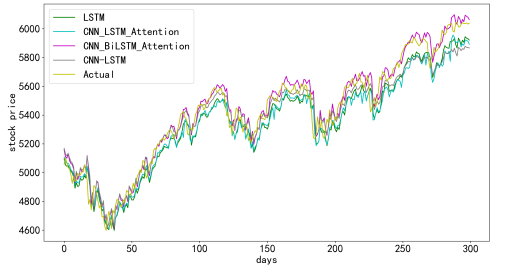 LSTM
CNN_LSTM_Attention
CNN_BiLSTM_Attention
CNN-LSTM
Actual
stock price
6000
5800
5600
5400
5200
5000
4800
4600
0 50 100 150 200 250 300
days